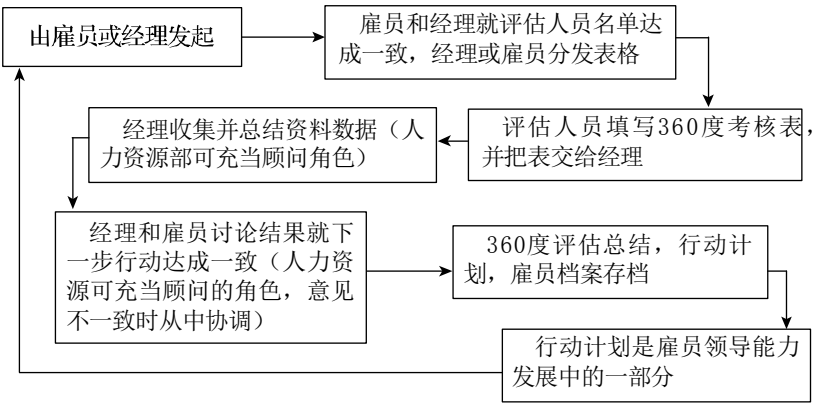 由雇员或经理发起
雇员和经理就评估人员名单达
成一致，经理或雇员分发表格
评估人员填写360度考核表，
并把表交给经理
经理收集并总结资料数据（人
力资源部可充当顾问角色）
经理和雇员讨论结果就下
一步行动达成一致（人力资
源可充当顾问的角色，意见
不一致时从中协调）
360度评估总结，行动计
划，雇员档案存档
行动计划是雇员领导能力
发展中的一部分